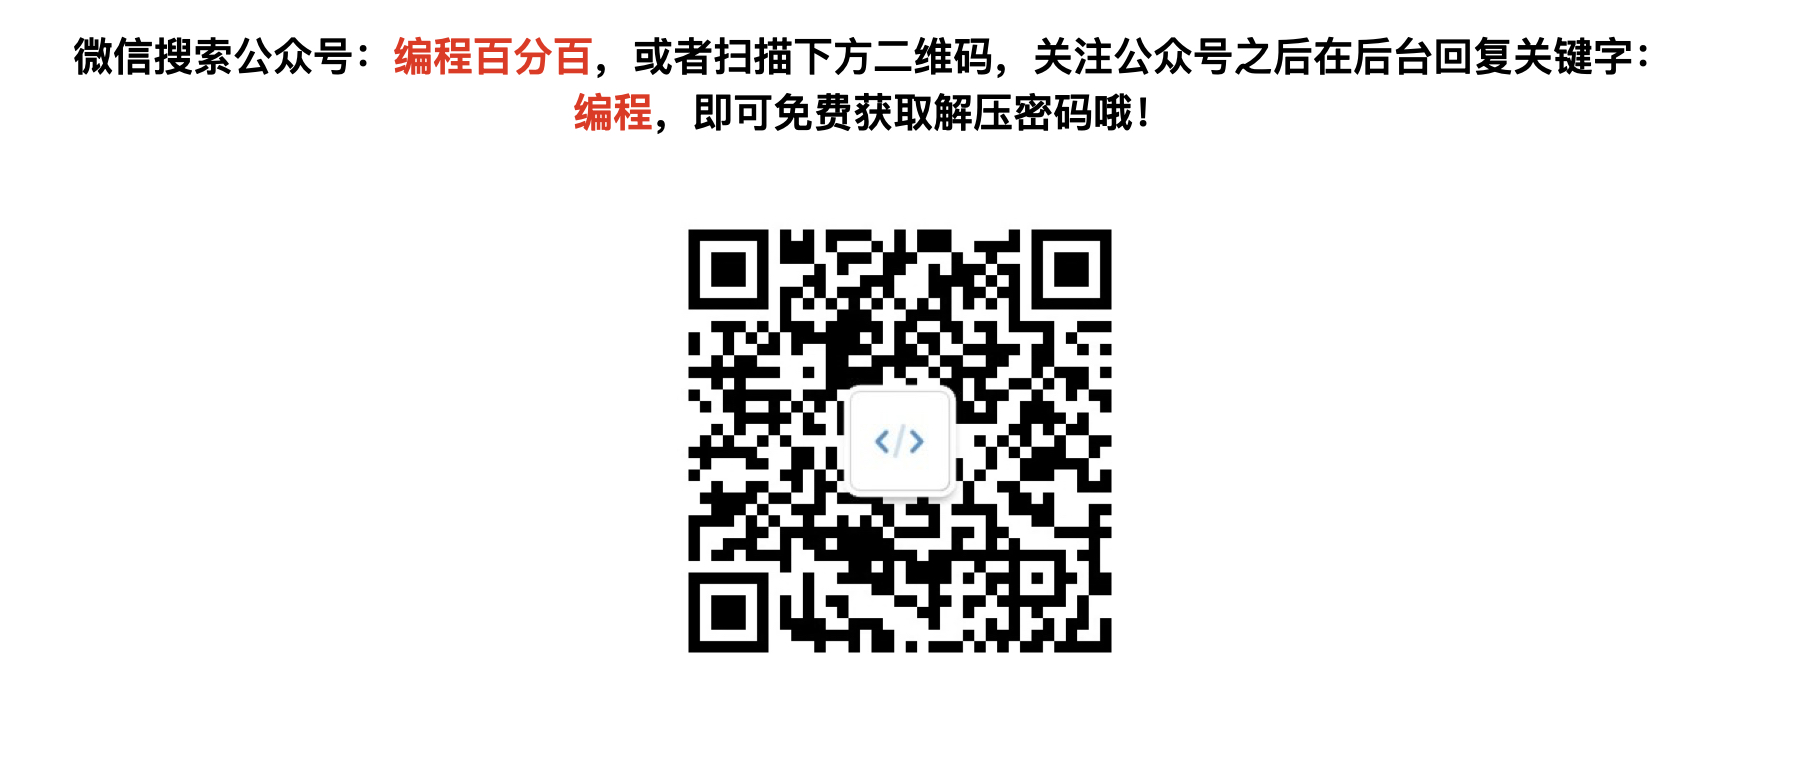 微信搜索公众号：编程百分百，或者扫描下方二维码，关注公众号之后在后台回复关键字：
编程，即可免费获取解压密码哦！
</>